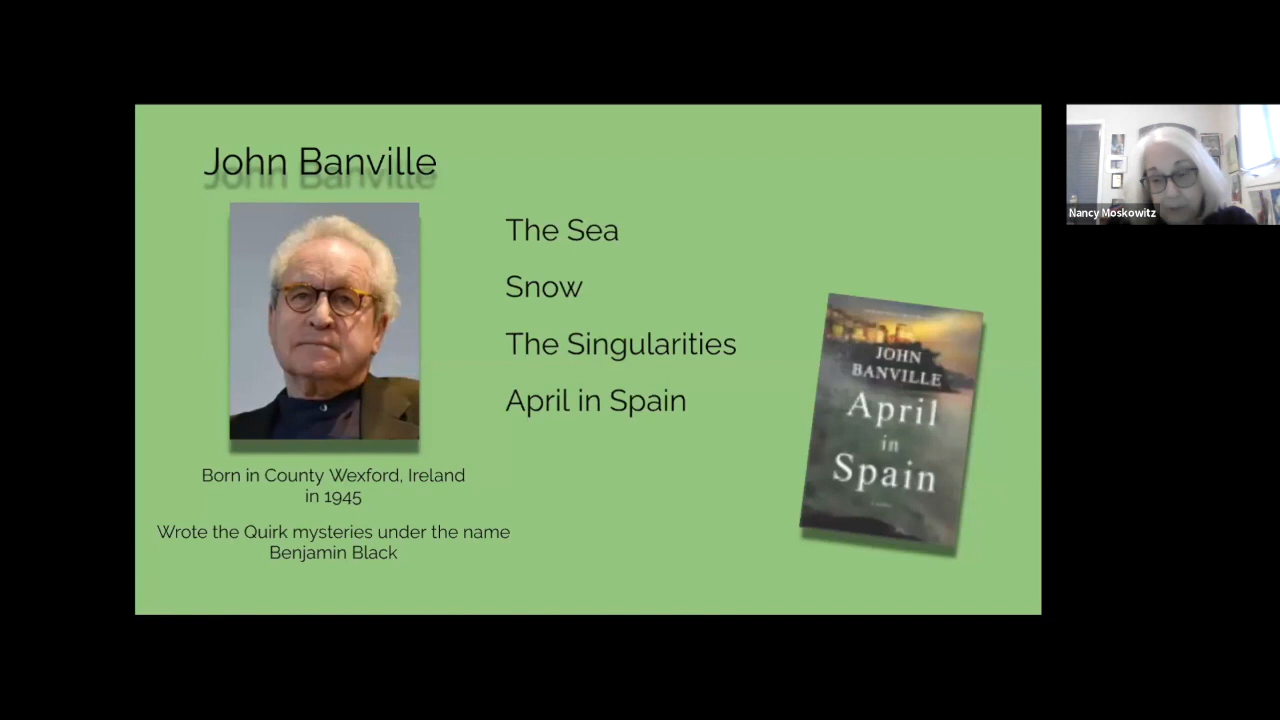 John Banville
The Sea
Snow
The Singularities
April in Spain
Born in County Wexford, Ireland
in 1945
Wrote the Quirk mysteries under the name
Benjamin Black
JOHN
BANVILLE
April
in
Spain
Nancy Moskowitz